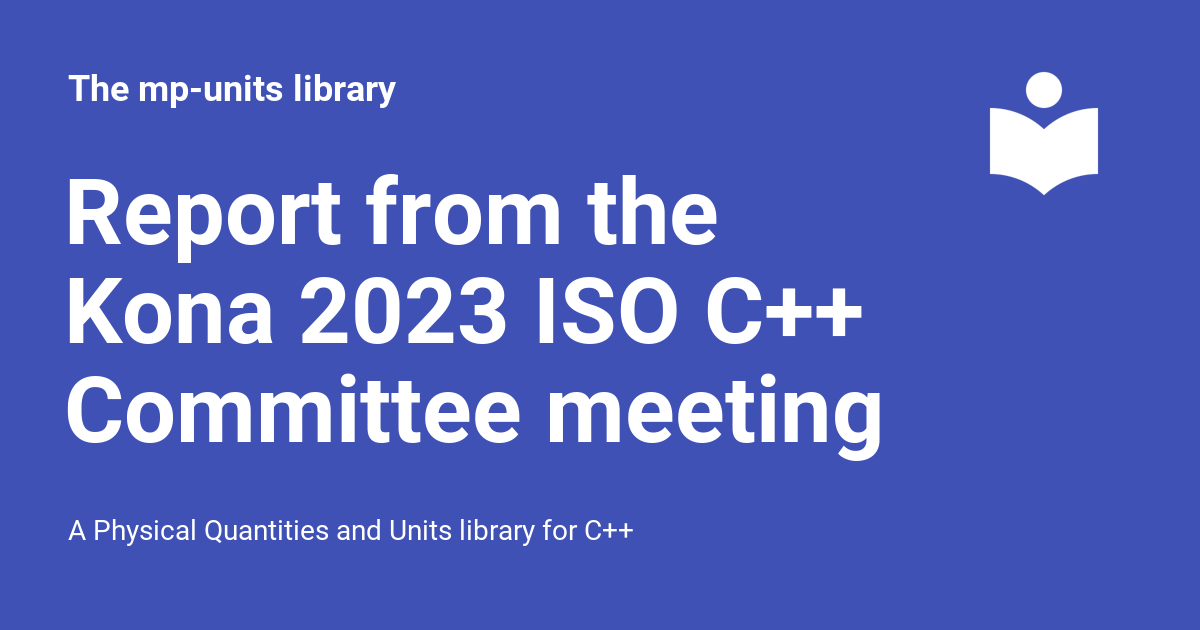 The mp-units library
Report from the
Kona 2023 ISO C++
Committee meeting
A Physical Quantities and Units library for C++